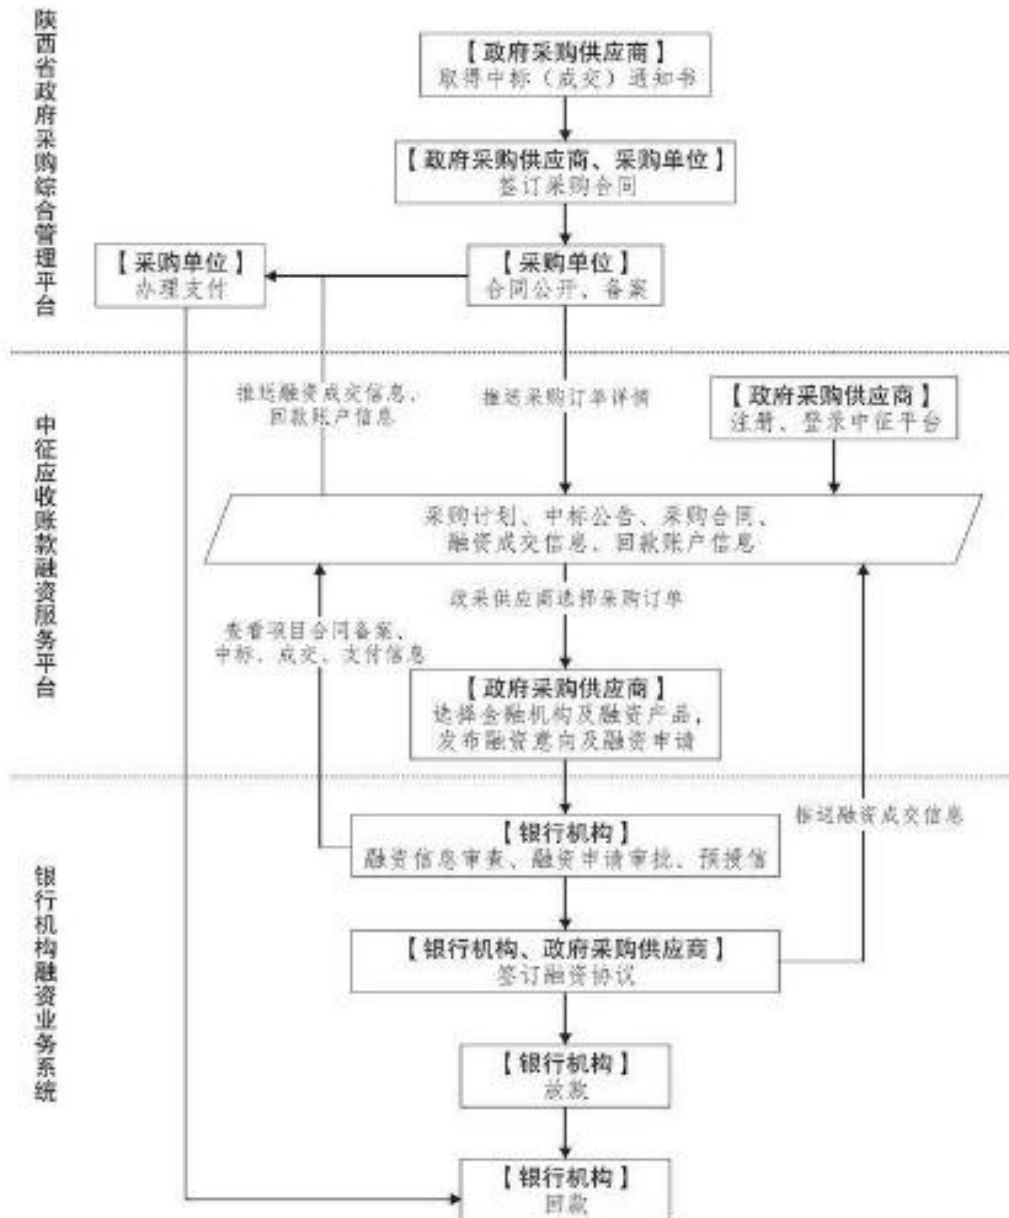 陕西省政府采购综合管理平台
【政府采购供应商】
取得中标（成交）通知书
【政府采购供应商、采购单位】
签订采购合同
【采购单位】
办理支付
【采购单位】
合同公开、备案
中征应收账款融资服务平台
推送融资成交信息、
回款账户信息
推送采购订单详情
【政府采购供应商】
注册、登录中征平台
采购计划、中标公告、采购合同、
融资成交信息、回款账户信息
政采供应商选择采购订单
查看项目合同备案、
中标、成交、支付信息
【政府采购供应商】
选择金融机构及融资产品，
发布融资意向及融资申请
银行机构融资业务系统
【银行机构】
融资信息审查、融资申请审批、预授信
推送融资成交信息
【银行机构、政府采购供应商】
签订融资协议
【银行机构】
放款
【银行机构】
回款